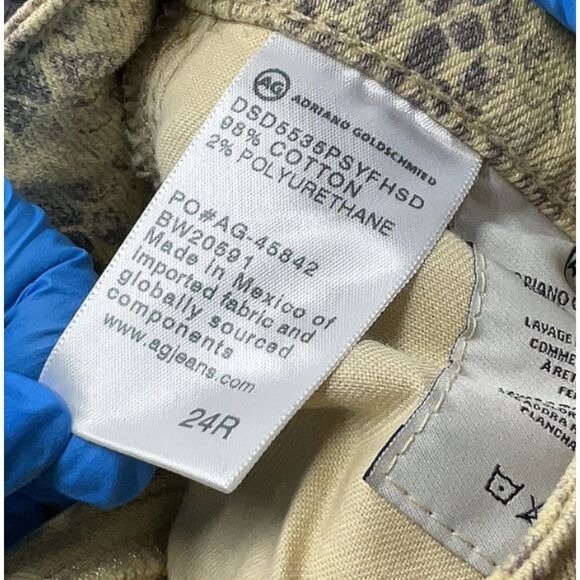 AG ADRIANO GOLDSCHMIED
DSD5535PSYFHSD
98% COTTON
2% POLYURETHANE
PO#AG-45842
BW20591
Made in Mexico of
imported fabric and
globally sourced
components
www.agjeans.com
24R
LAVAGE
COMME